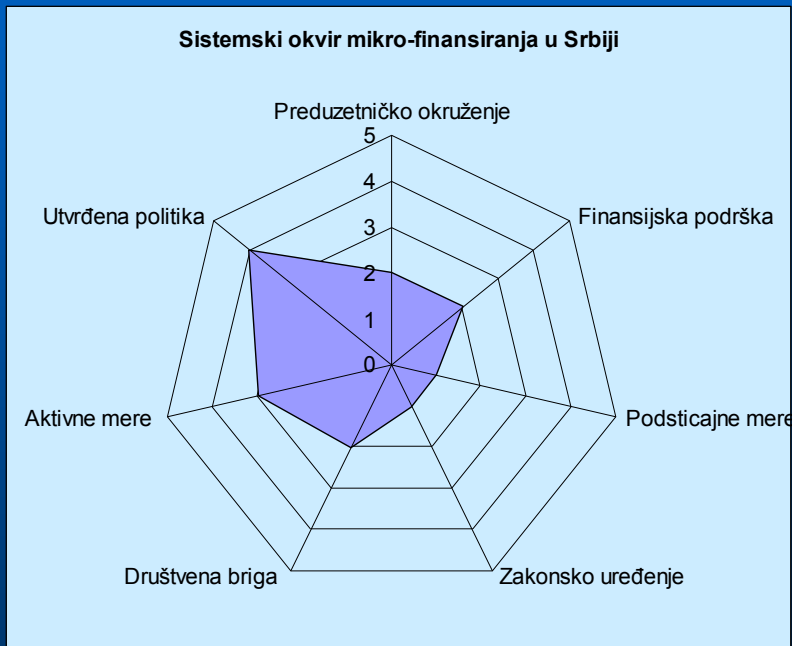 Sistemski okvir mikro-finansiranja u Srbiji
Preduzetničko okruženje
5
4
3
2
1
0
Utvrđena politika
Finansijska podrška
Aktivne mere
Podsticajne mere
Društvena briga
Zakonsko uređenje